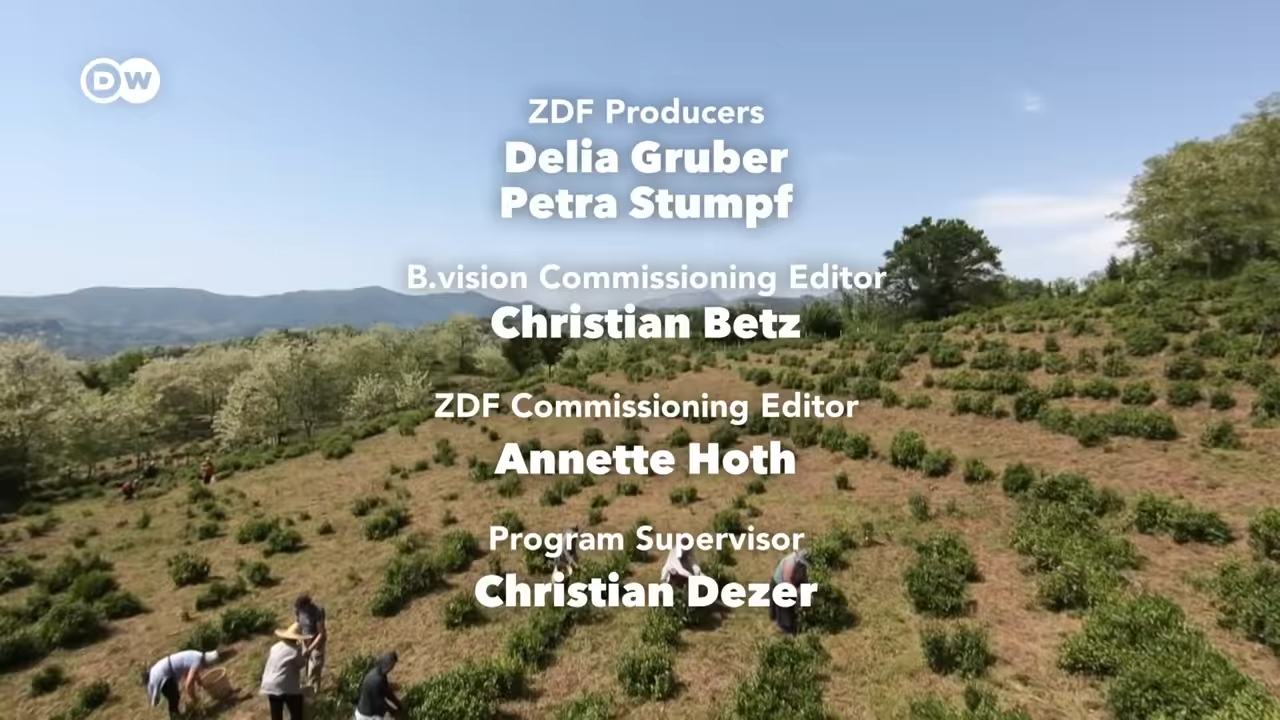 DW
ZDF Producers
Delia Gruber
Petra Stumpf
B.vision Commissioning Editor
Christian Betz
ZDF Commissioning Editor
Annette Hoth
Program Supervisor
Christian Dezer